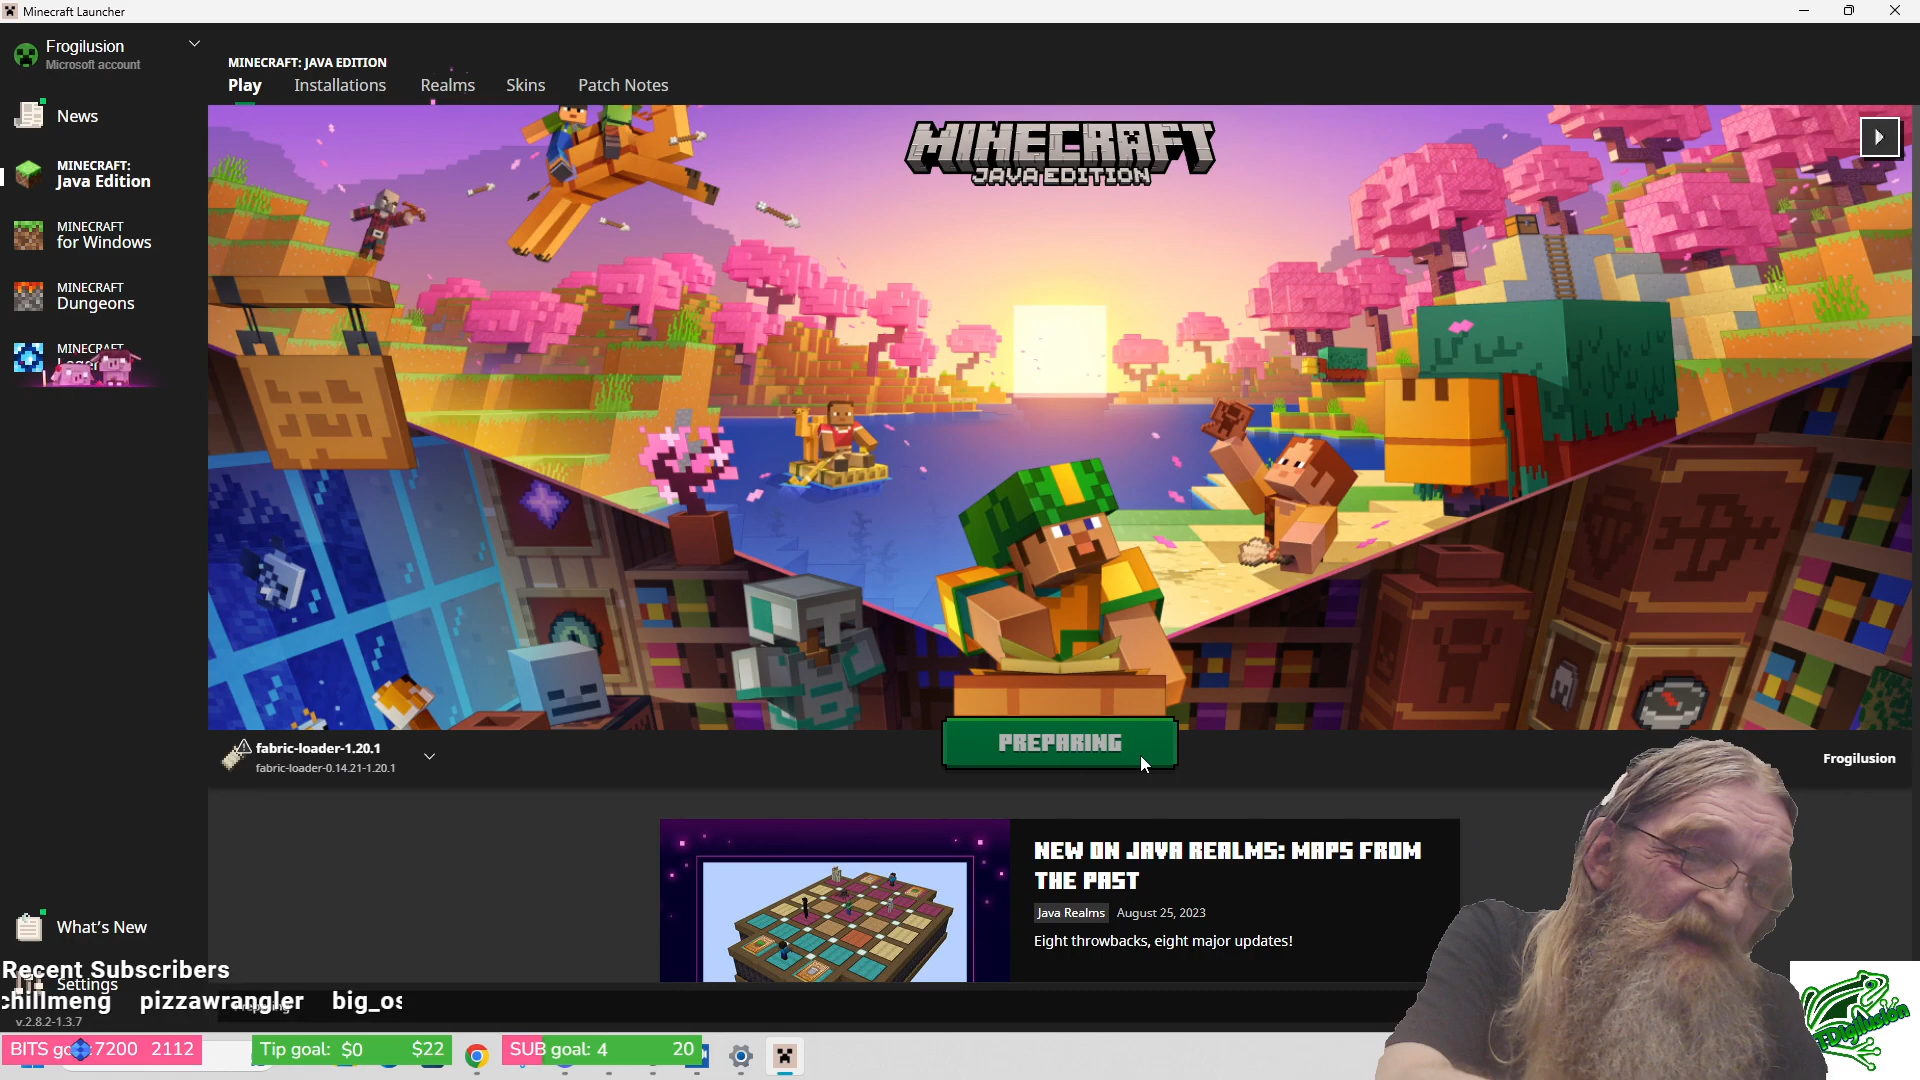 Minecraft Launcher
Frogilusion
Microsoft account
MINECRAFT: JAVA EDITION
Play Installations Realms Skins Patch Notes
News
MINECRAFT:
Java Edition
MINECRAFT
for Windows
MINECRAFT
Dungeons
MINECRAFT
MINECRAFT
JAVA EDITION
fabric-loader-1.20.1
fabric-loader-0.14.21-1.20.1
PREPARING
Frogilusion
NEW ON JAVA REALMS: MAPS FROM
THE PAST
Java Realms August 25, 2023
Eight throwbacks, eight major updates!
What's New
Recent Subscribers
Settings
chillmeng pizzawrangler big_os
v.2.8.2-1.3.7
BITS 7200 2112
Tip goal: $0 $22
SUB goal: 4 20